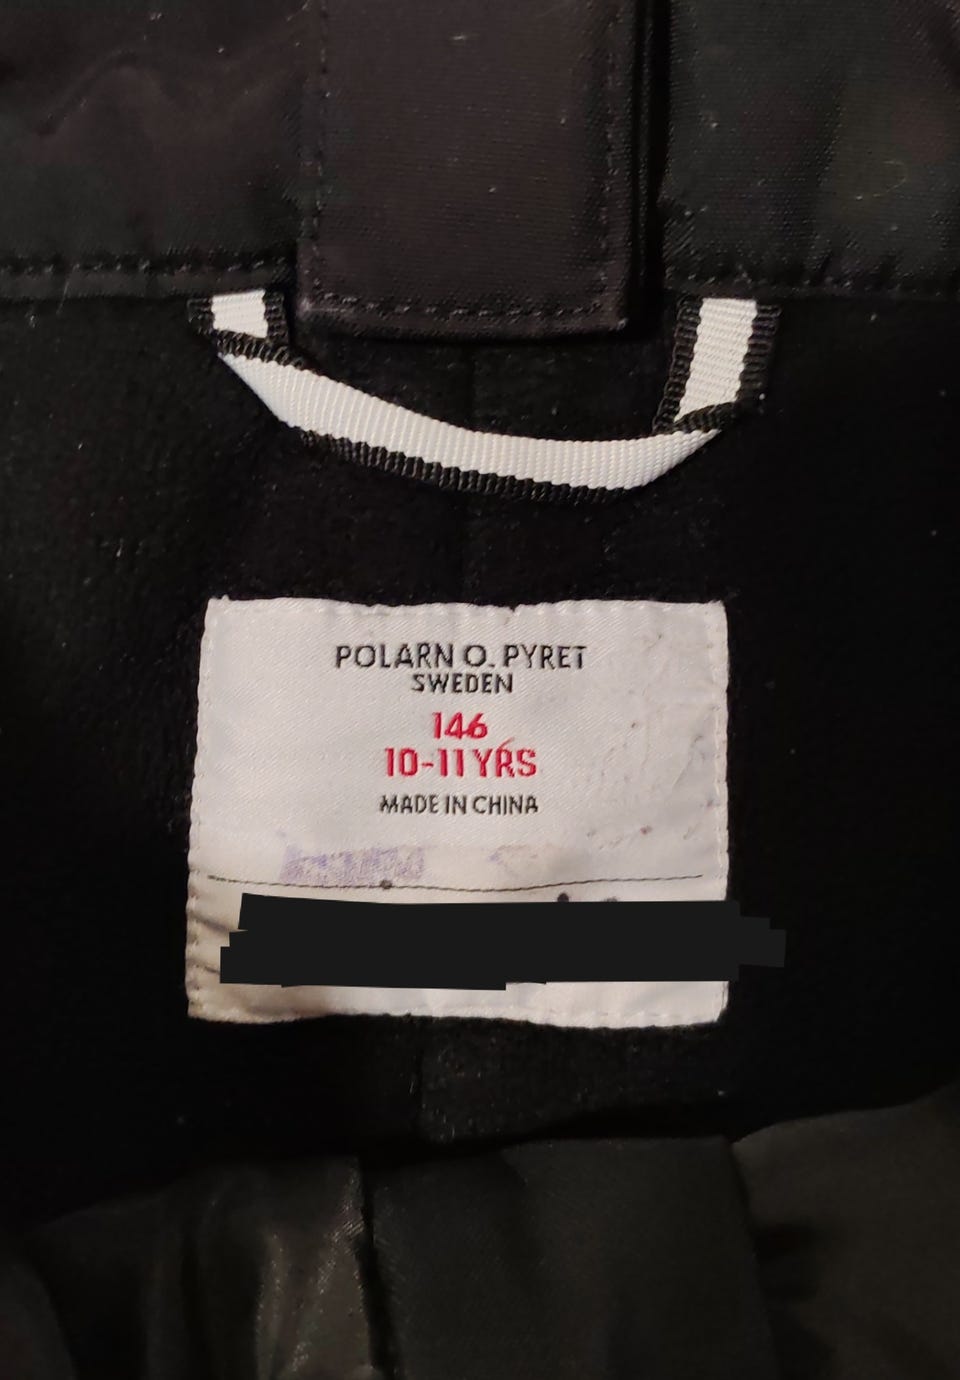 POLARN O. PYRET
SWEDEN
146
10-11 YRS
MADE IN CHINA